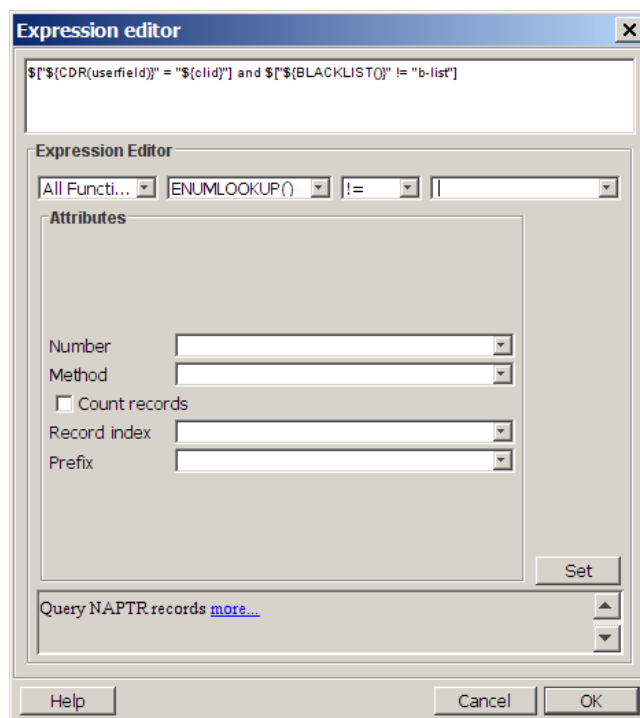 Expression editor
$["${CDR(userfield)}" = "${clid}"] and $["${BLACKLIST()}" != "b-list"]
Expression Editor
All Functi... ENUMLOOKUP() !=
Attributes
Number
Method
Count records
Record index
Prefix
Set
Query NAPTR records more...
Help Cancel OK